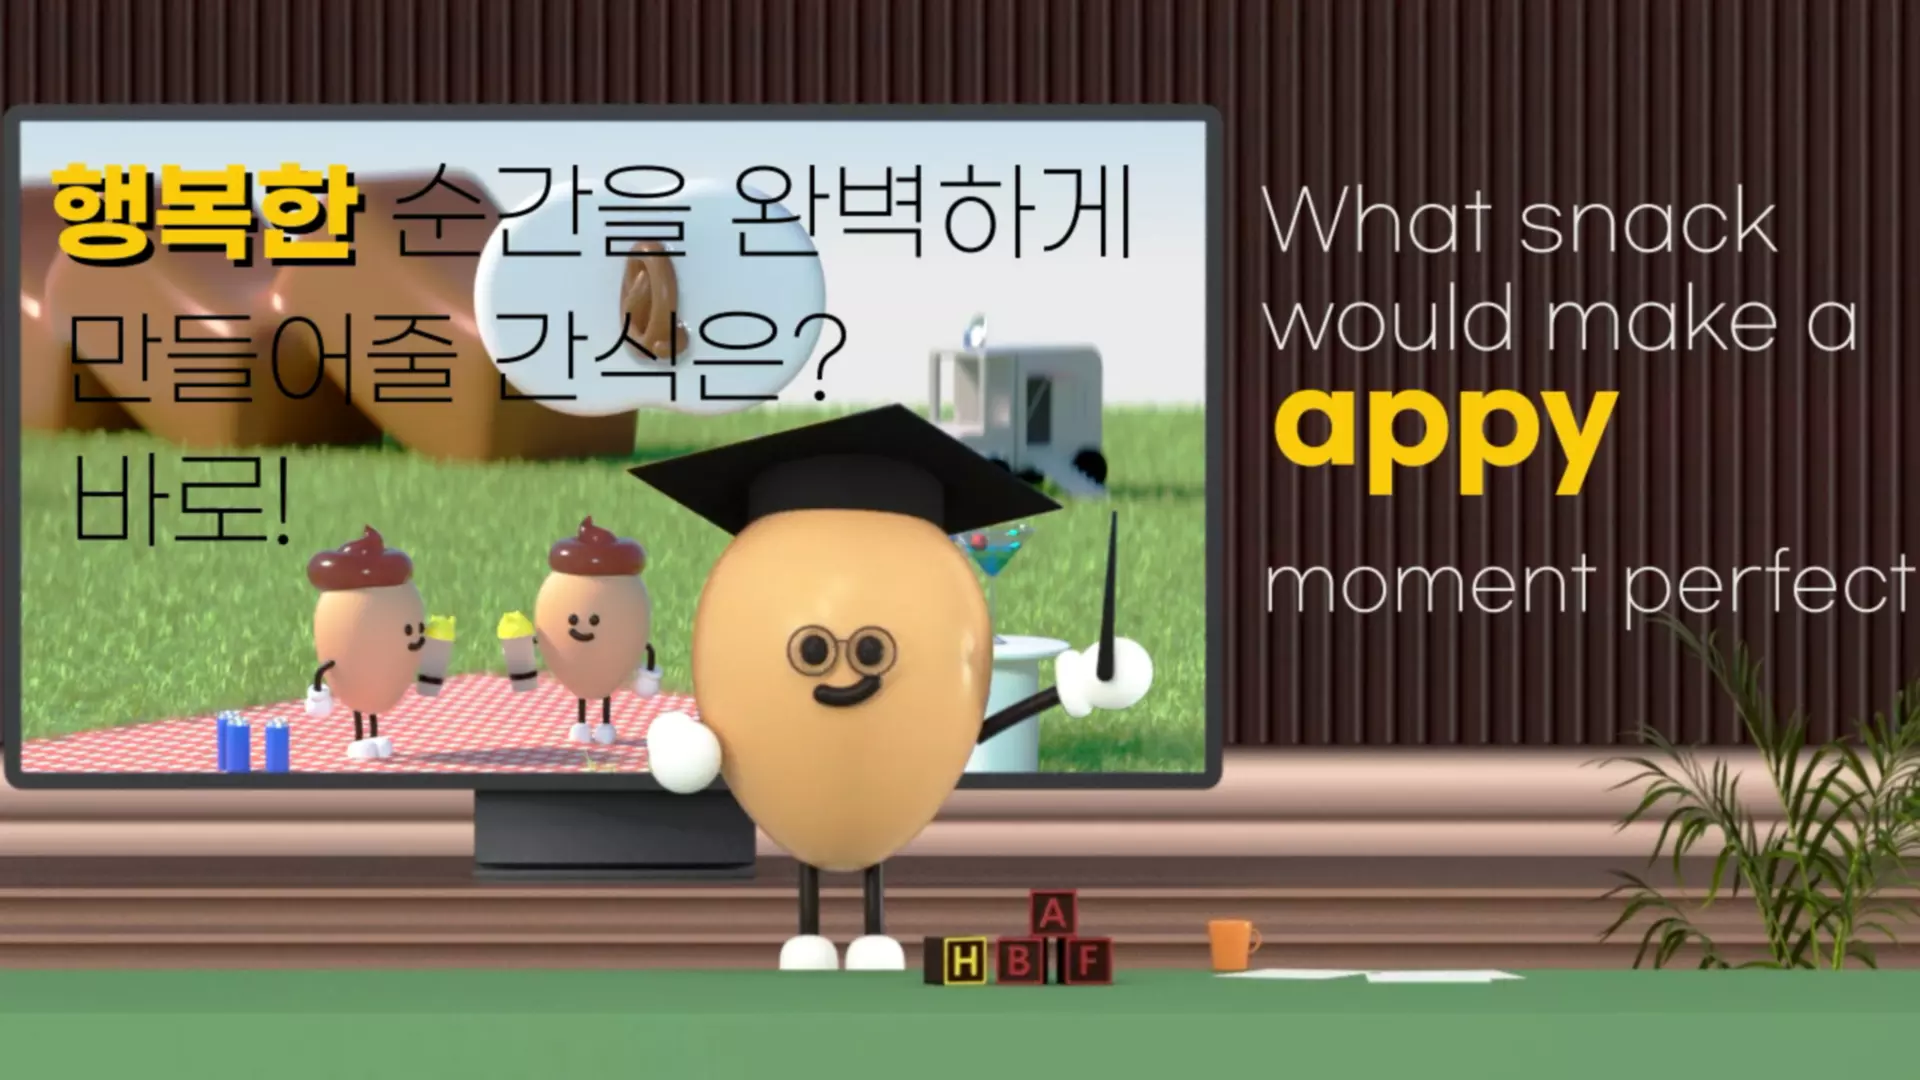 행복한 순간을 완벽하게
만들어줄 간식은?
바로!
What snack
would make a
appy
moment perfect
A
H B F